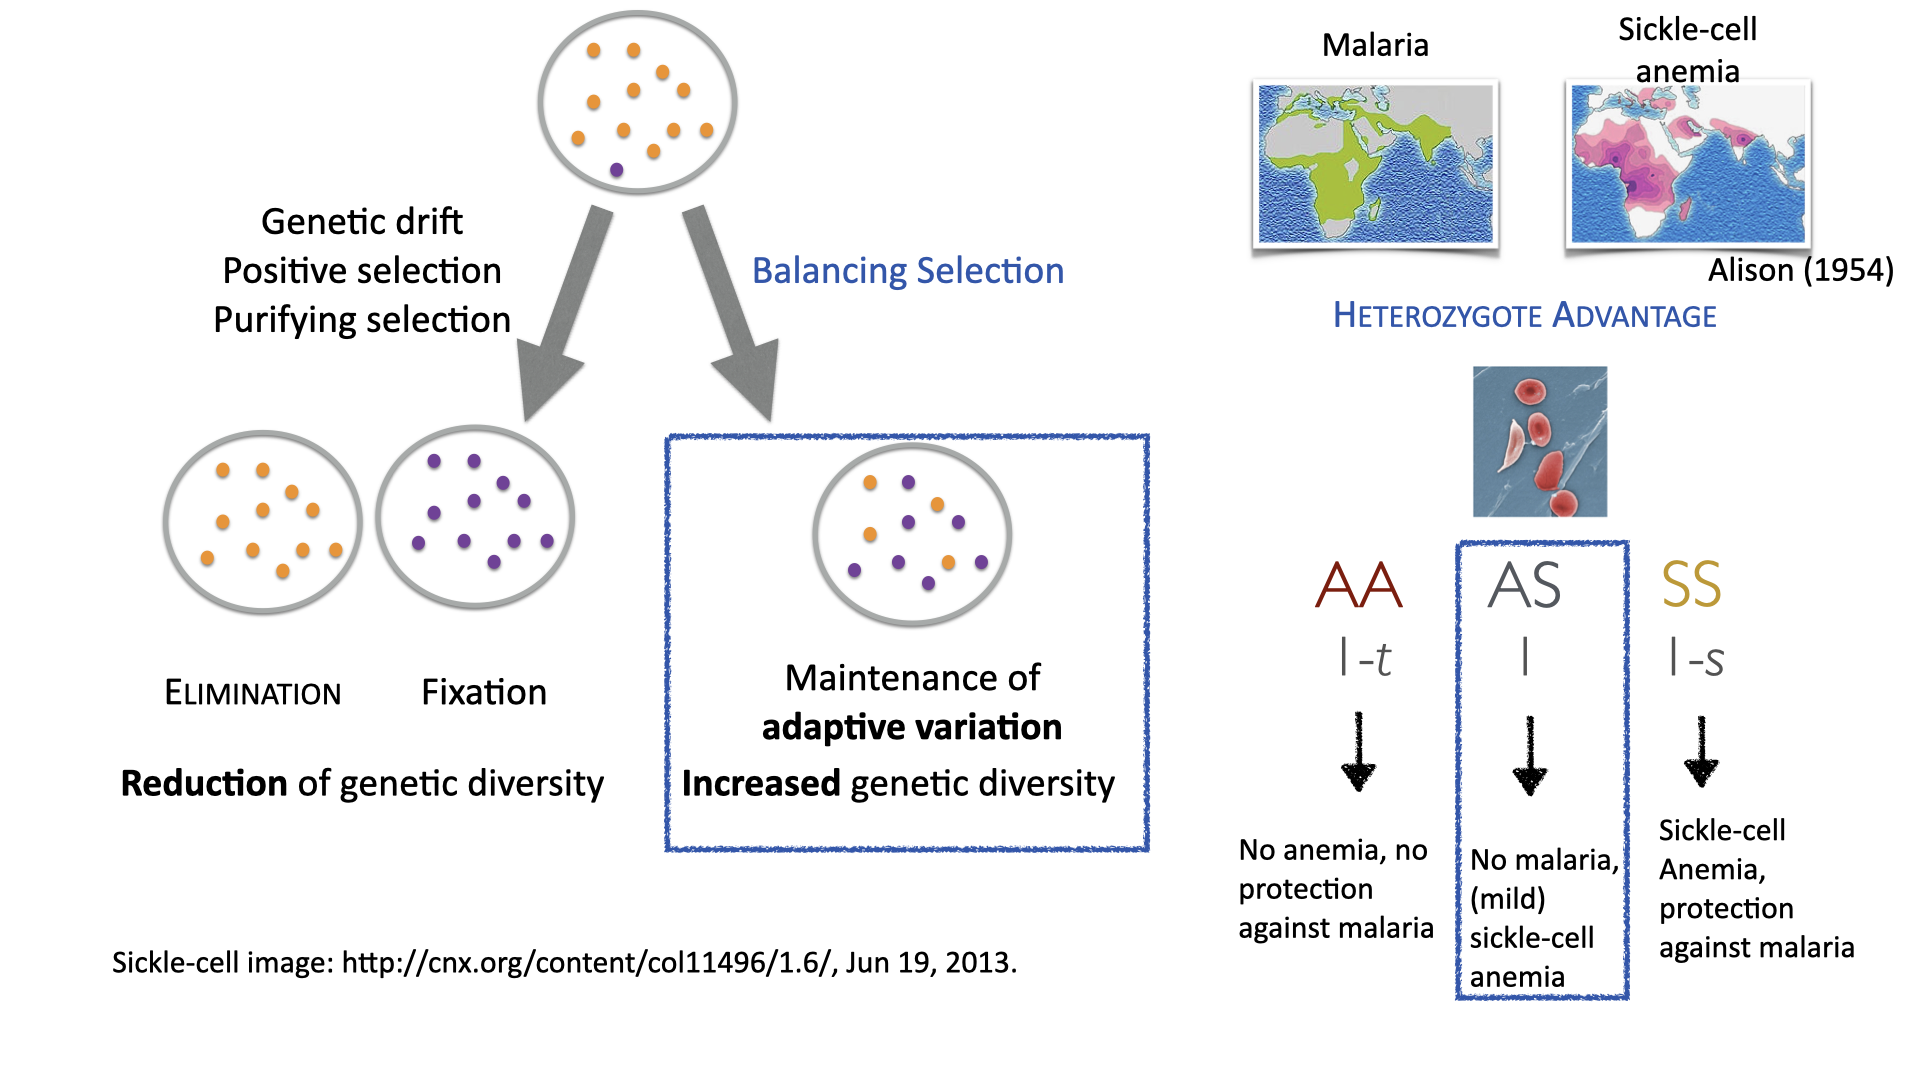 Genetic drift
Positive selection
Purifying selection
Balancing Selection
ELIMINATION
Fixation
Reduction of genetic diversity
Maintenance of
adaptive variation
Increased genetic diversity
Sickle-cell image: http://cnx.org/content/col11496/1.6/, Jun 19, 2013.
Malaria
Sickle-cell
anemia
Alison (1954)
HETEROZYGOTE ADVANTAGE
AA
AS
SS
1-t
1
1-s
No anemia, no
protection
against malaria
No malaria,
(mild)
sickle-cell
anemia
Sickle-cell
Anemia,
protection
against malaria